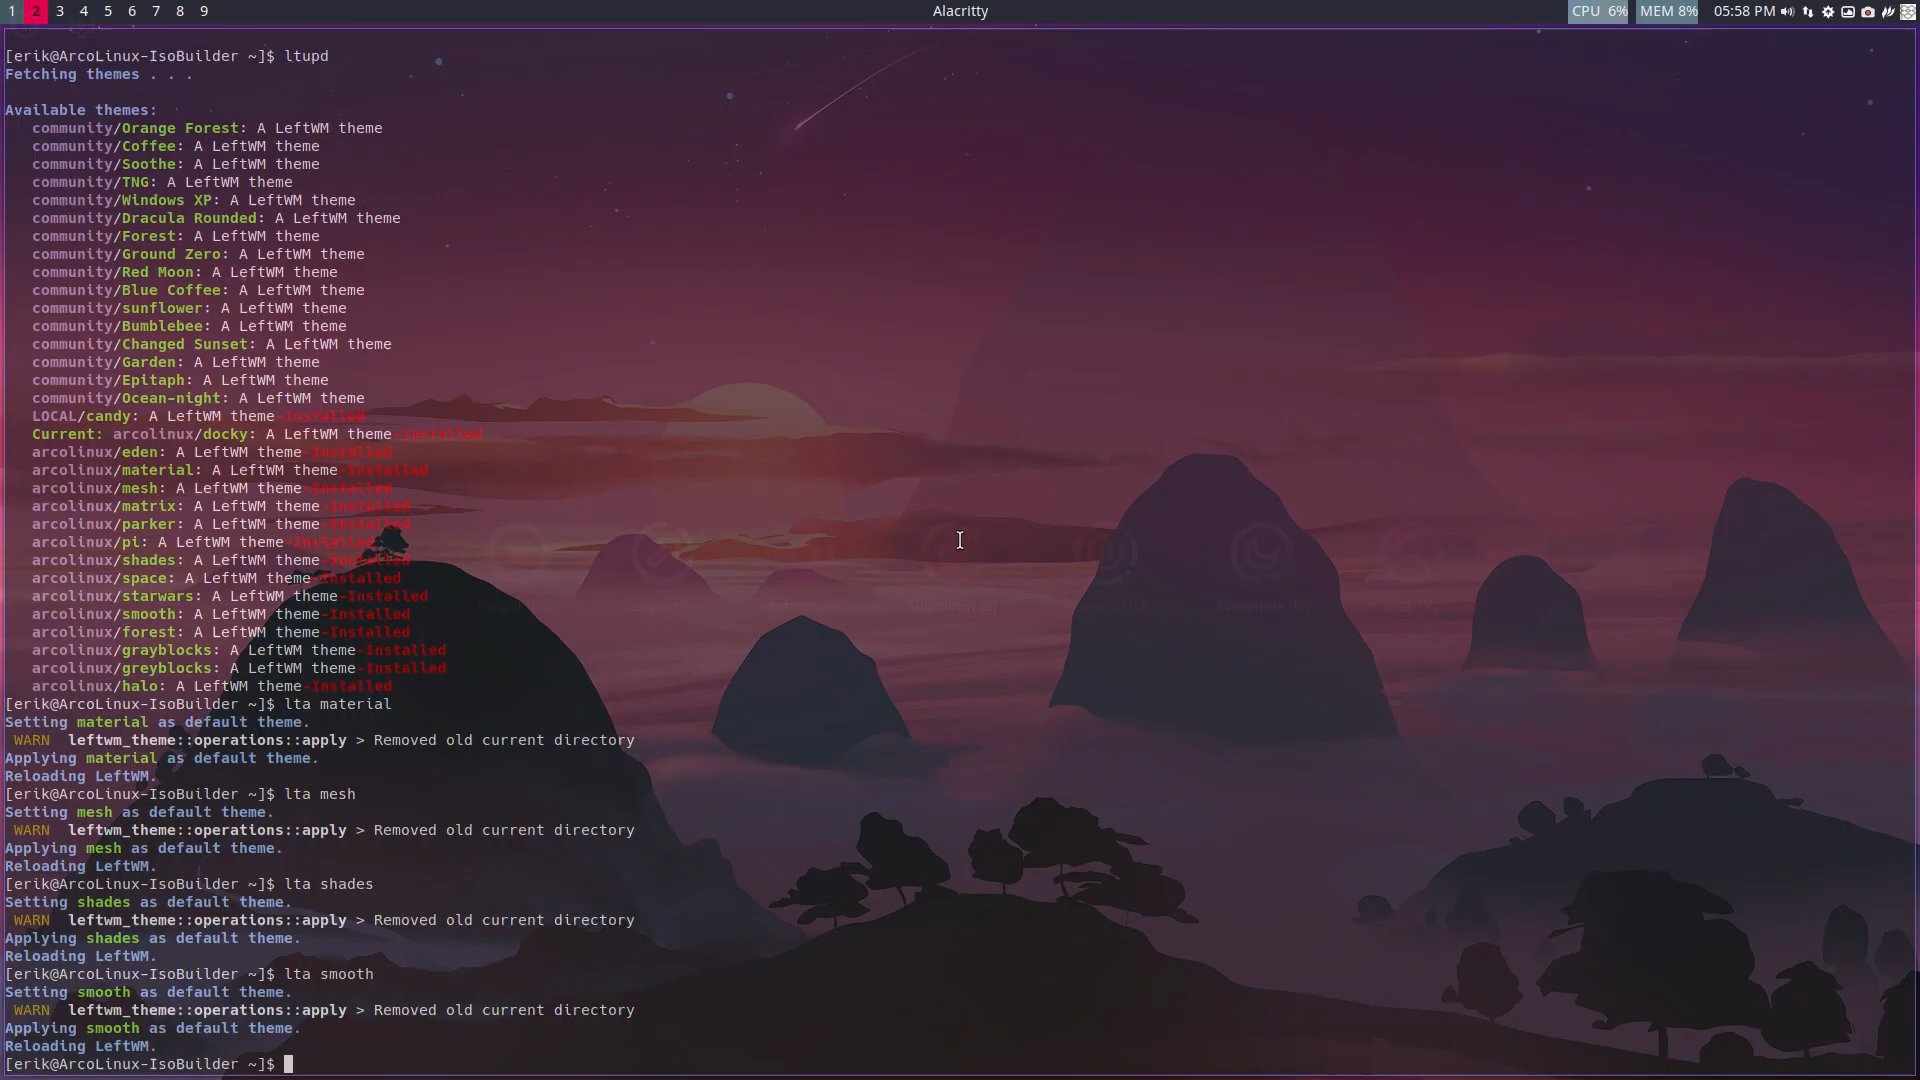 1 2 3 4 5 6 7 8 9 Alacritty CPU 6% MEM 8% 05:58 PM
[erik@ArcoLinux-IsoBuilder ~]$ ltupd
Fetching themes . . .
Available themes:
community/Orange Forest: A LeftWM theme
community/Coffee: A LeftWM theme
community/Soothe: A LeftWM theme
community/TNG: A LeftWM theme
community/Windows XP: A LeftWM theme
community/Dracula Rounded: A LeftWM theme
community/Forest: A LeftWM theme
community/Ground Zero: A LeftWM theme
community/Red Moon: A LeftWM theme
community/Blue Coffee: A LeftWM theme
community/sunflower: A LeftWM theme
community/Bumblebee: A LeftWM theme
community/Changed Sunset: A LeftWM theme
community/Garden: A LeftWM theme
community/Epitaph: A LeftWM theme
community/Ocean-night: A LeftWM theme
LOCAL/candy: A LeftWM theme-Installed
Current: arcolinux/docky: A LeftWM theme-Installed
arcolinux/eden: A LeftWM theme-Installed
arcolinux/material: A LeftWM theme-Installed
arcolinux/mesh: A LeftWM theme-Installed
arcolinux/matrix: A LeftWM theme-Installed
arcolinux/parker: A LeftWM theme-Installed
arcolinux/pi: A LeftWM theme-Installed
arcolinux/shades: A LeftWM theme-Installed
arcolinux/space: A LeftWM theme-Installed
arcolinux/starwars: A LeftWM theme-Installed
arcolinux/smooth: A LeftWM theme-Installed
arcolinux/forest: A LeftWM theme-Installed
arcolinux/grayblocks: A LeftWM theme-Installed
arcolinux/greyblocks: A LeftWM theme-Installed
arcolinux/halo: A LeftWM theme-Installed
[erik@ArcoLinux-IsoBuilder ~]$ lta material
Setting material as default theme.
WARN leftwm_theme::operations::apply > Removed old current directory
Applying material as default theme.
Reloading LeftWM.
[erik@ArcoLinux-IsoBuilder ~]$ lta mesh
Setting mesh as default theme.
WARN leftwm_theme::operations::apply > Removed old current directory
Applying mesh as default theme.
Reloading LeftWM.
[erik@ArcoLinux-IsoBuilder ~]$ lta shades
Setting shades as default theme.
WARN leftwm_theme::operations::apply > Removed old current directory
Applying shades as default theme.
Reloading LeftWM.
[erik@ArcoLinux-IsoBuilder ~]$ lta smooth
Setting smooth as default theme.
WARN leftwm_theme::operations::apply > Removed old current directory
Applying smooth as default theme.
Reloading LeftWM.
[erik@ArcoLinux-IsoBuilder ~]$